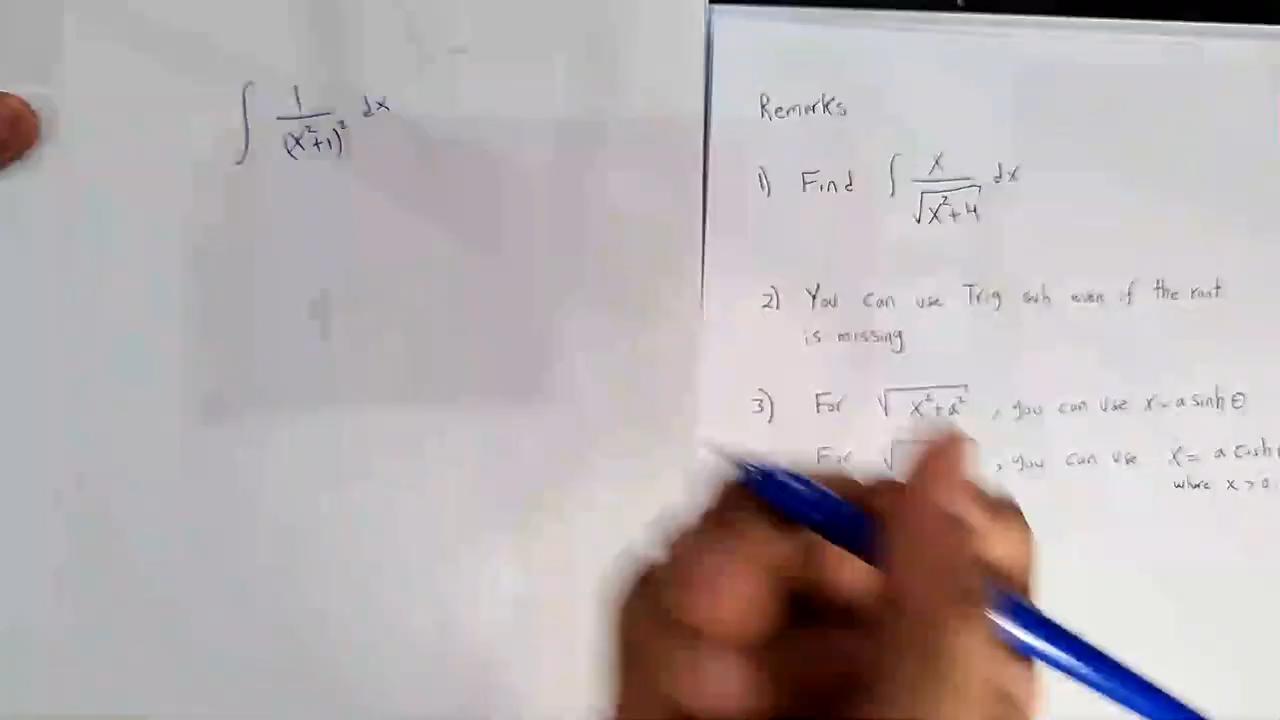 ∫ 1/(x²+1)² dx
Remarks
1) Find ∫ x/√(x²+4) dx
2) You can use Trig sub even if the root
is missing
3) For √(x²+a²) , you can use x = a sinh θ
For √ , you can use x = a cosh
where x > 0